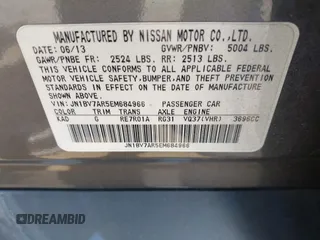 MANUFACTURED BY NISSAN MOTOR CO.,LTD.
DATE: 06/13 GVWR/PNBV: 5004 LBS.
GAWR/PNBE FR: 2524 LBS. RR: 2513 LBS.
THIS VEHICLE CONFORMS TO ALL APPLICABLE FEDERAL
MOTOR VEHICLE SAFETY, BUMPER, AND THEFT PREVENTION
STANDARDS IN EFFECT ON THE DATE OF MANUFACTURE
SHOWN ABOVE.
JN1BV7AR5EM684966 PASSENGER CAR
COLOR TRIM TRANS AXLE ENGINE
KAD G RE7R01A RG31 VQ37(VHR) 3696CC
JN1BV7AR5EM684966
DREAMBID